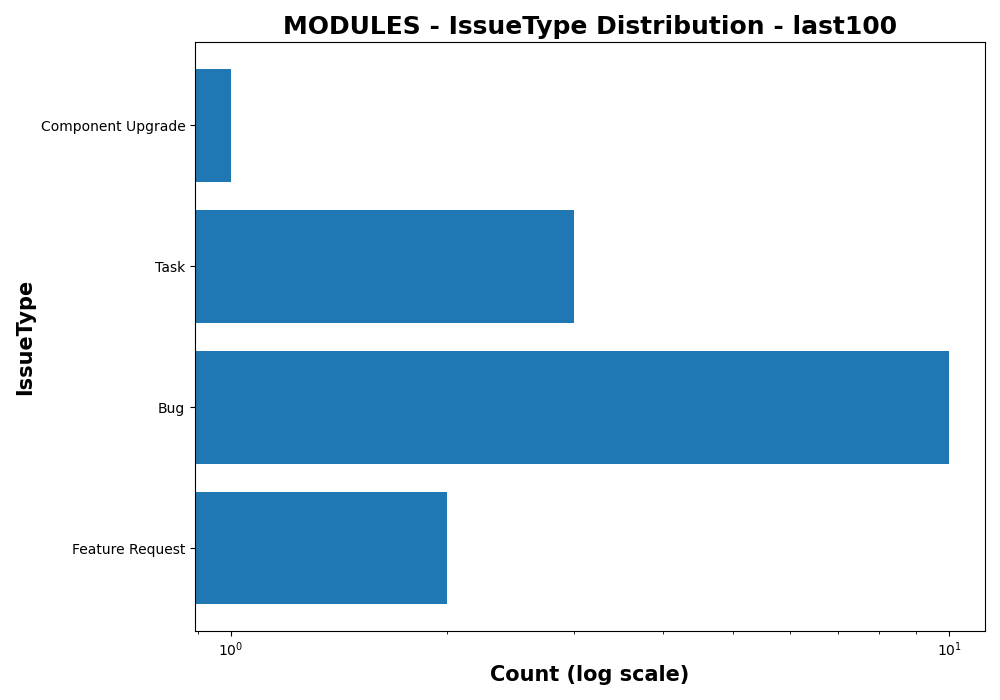 MODULES - IssueType Distribution - last100
IssueType
Component Upgrade
Task
Bug
Feature Request
10⁰
10¹
Count (log scale)